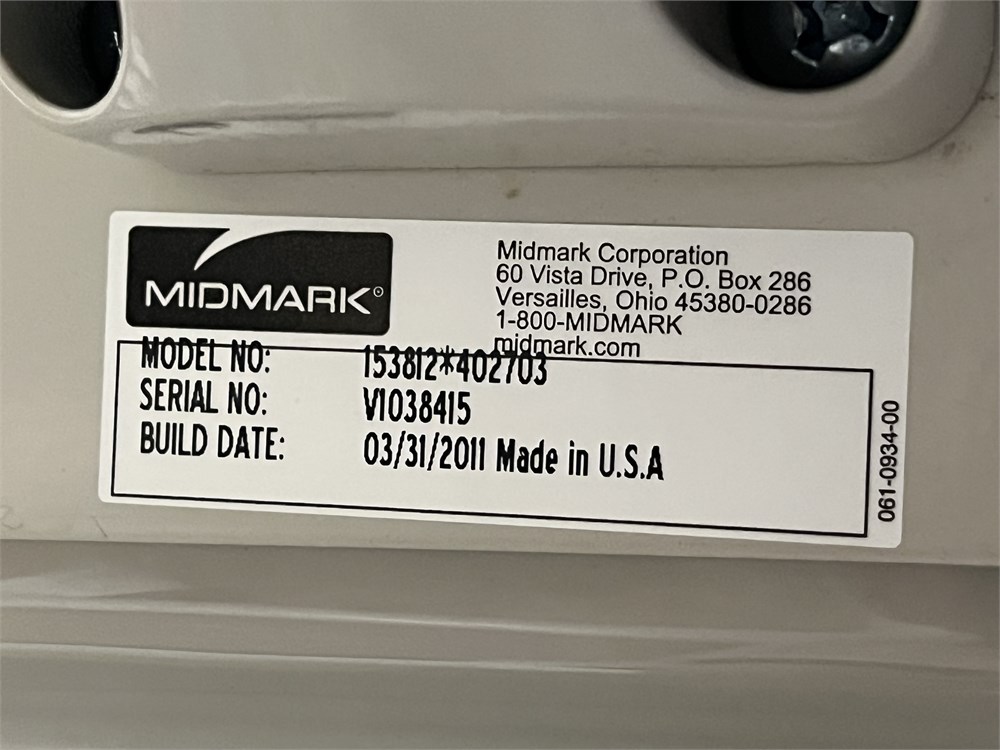 MIDMARK®
Midmark Corporation
60 Vista Drive, P.O. Box 286
Versailles, Ohio 45380-0286
1-800-MIDMARK
midmark.com
MODEL NO: 153812*402703
SERIAL NO: V1038415
BUILD DATE: 03/31/2011 Made in U.S.A
061-0934-00